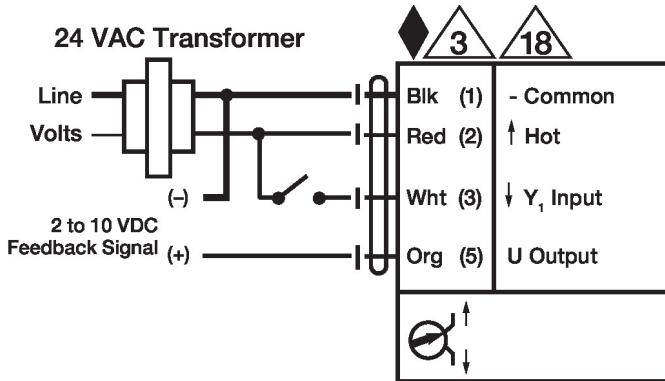 24 VAC Transformer
3
18
Line
Volts
Blk (1) - Common
Red (2) ↑ Hot
(–)
Wht (3) ↓ Y₁ Input
2 to 10 VDC
Feedback Signal (+)
Org (5) U Output